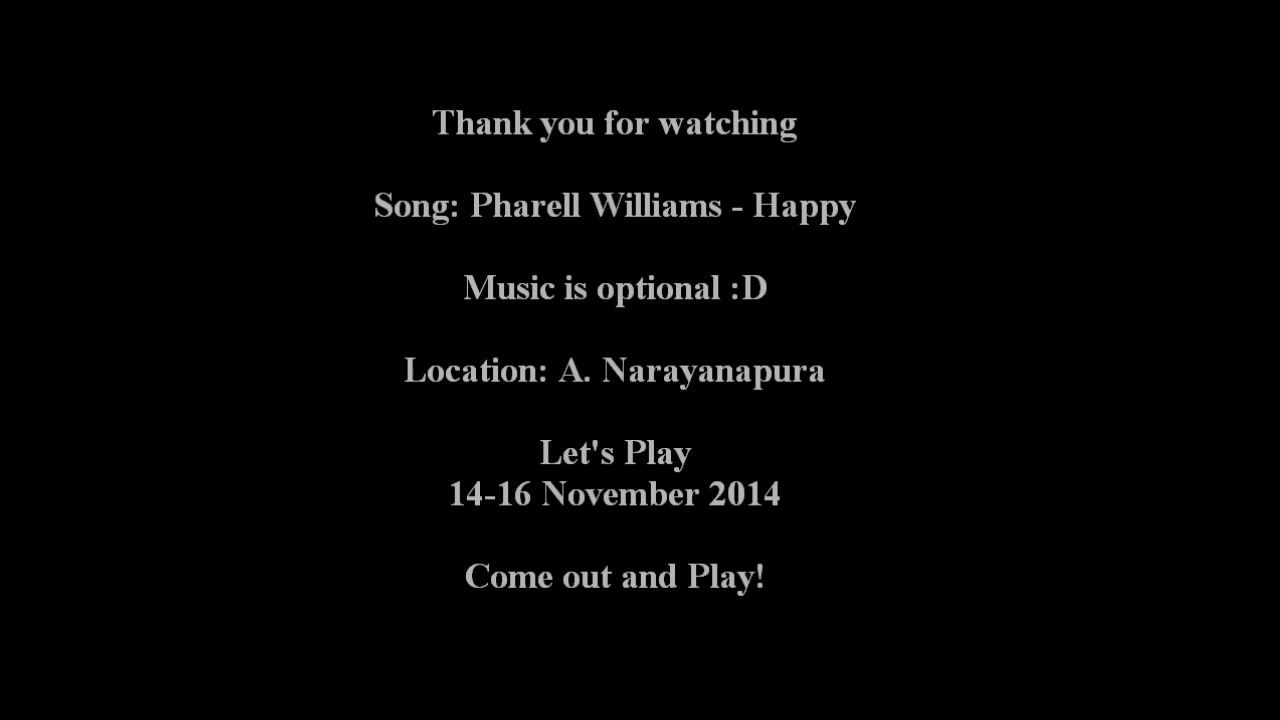 Thank you for watching
Song: Pharell Williams - Happy
Music is optional :D
Location: A. Narayanapura
Let's Play
14-16 November 2014
Come out and Play!